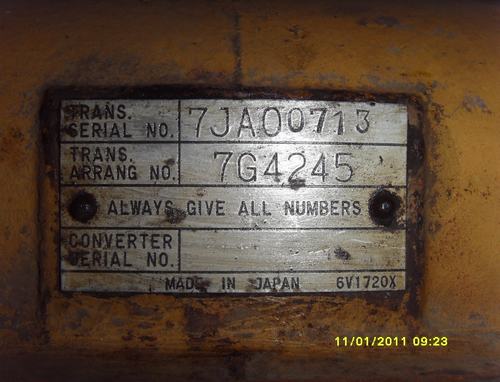 TRANS.
SERIAL NO. 7JA00713
TRANS.
ARRANG NO. 7G4245
ALWAYS GIVE ALL NUMBERS
CONVERTER
SERIAL NO.
MADE IN JAPAN 6V1720X
11/01/2011 09:23